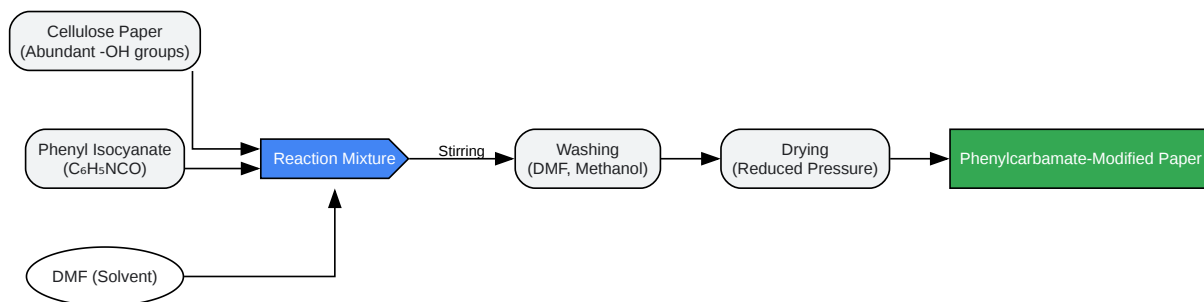 Cellulose Paper
(Abundant -OH groups)
Phenyl Isocyanate
(C₆H₅NCO)
DMF (Solvent)
Reaction Mixture
Stirring
Washing
(DMF, Methanol)
Drying
(Reduced Pressure)
Phenylcarbamate-Modified Paper